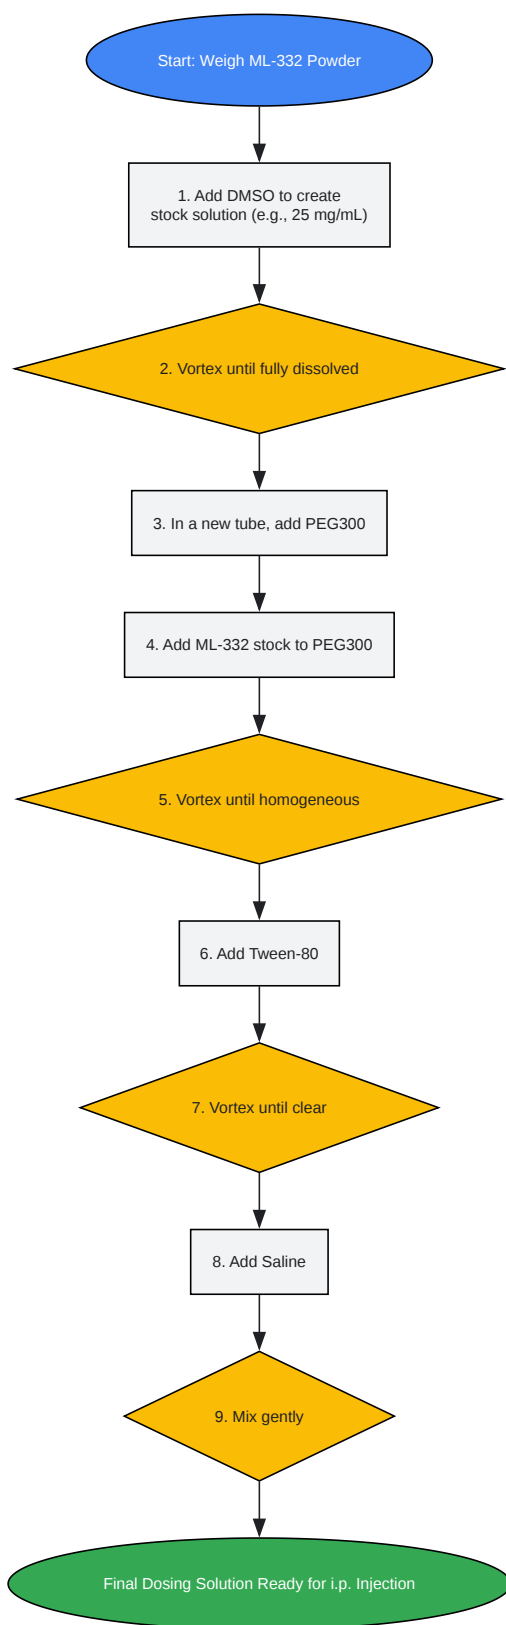 Start: Weigh ML-332 Powder
1. Add DMSO to create
stock solution (e.g., 25 mg/mL)
2. Vortex until fully dissolved
3. In a new tube, add PEG300
4. Add ML-332 stock to PEG300
5. Vortex until homogeneous
6. Add Tween-80
7. Vortex until clear
8. Add Saline
9. Mix gently
Final Dosing Solution Ready for i.p. Injection